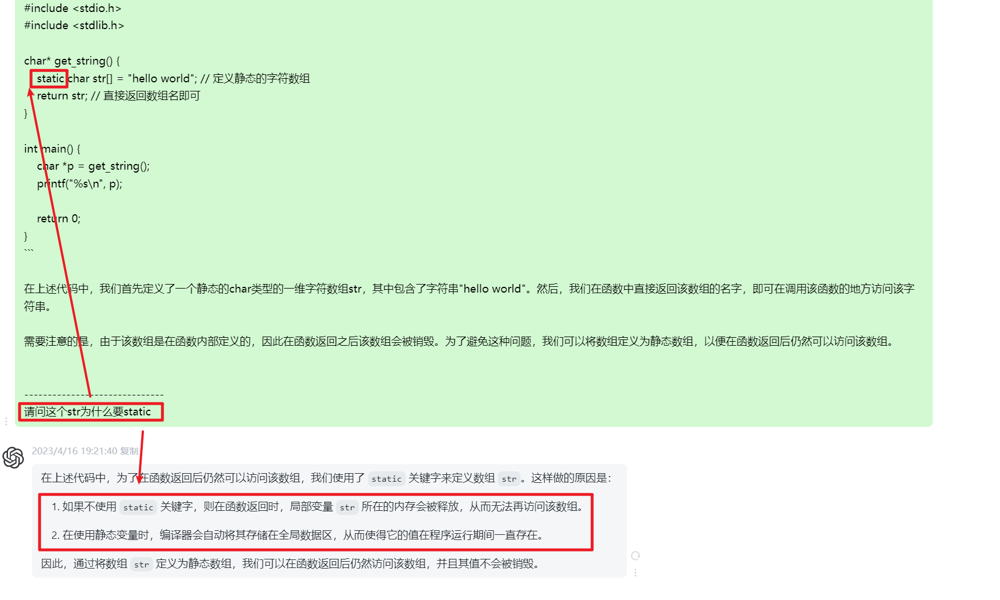 #include <stdio.h>
#include <stdlib.h>
char* get_string() {
static char str[] = "hello world"; // 定义静态的字符数组
return str; // 直接返回数组名即可
}
int main() {
char *p = get_string();
printf("%s\n", p);
return 0;
}
```
在上述代码中，我们首先定义了一个静态的char类型的一维字符数组str，其中包含了字符串"hello world"。然后，我们在函数中直接返回该数组的名字，即可在调用该函数的地方访问该字
符串。
需要注意的是，由于该数组是在函数内部定义的，因此在函数返回之后该数组会被销毁。为了避免这种问题，我们可以将数组定义为静态数组，以便在函数返回后仍然可以访问该数组。
------------------------------
请问这个str为什么要static
2023/4/16 19:21:40 复制
在上述代码中，为了在函数返回后仍然可以访问该数组，我们使用了 static 关键字来定义数组 str。这样做的原因是：
1. 如果不使用 static 关键字，则在函数返回时，局部变量 str 所在的内存会被释放，从而无法再访问该数组。
2. 在使用静态变量时，编译器会自动将其存储在全局数据区，从而使得它的值在程序运行期间一直存在。
因此，通过将数组 str 定义为静态数组，我们可以在函数返回后仍然访问该数组，并且其值不会被销毁。